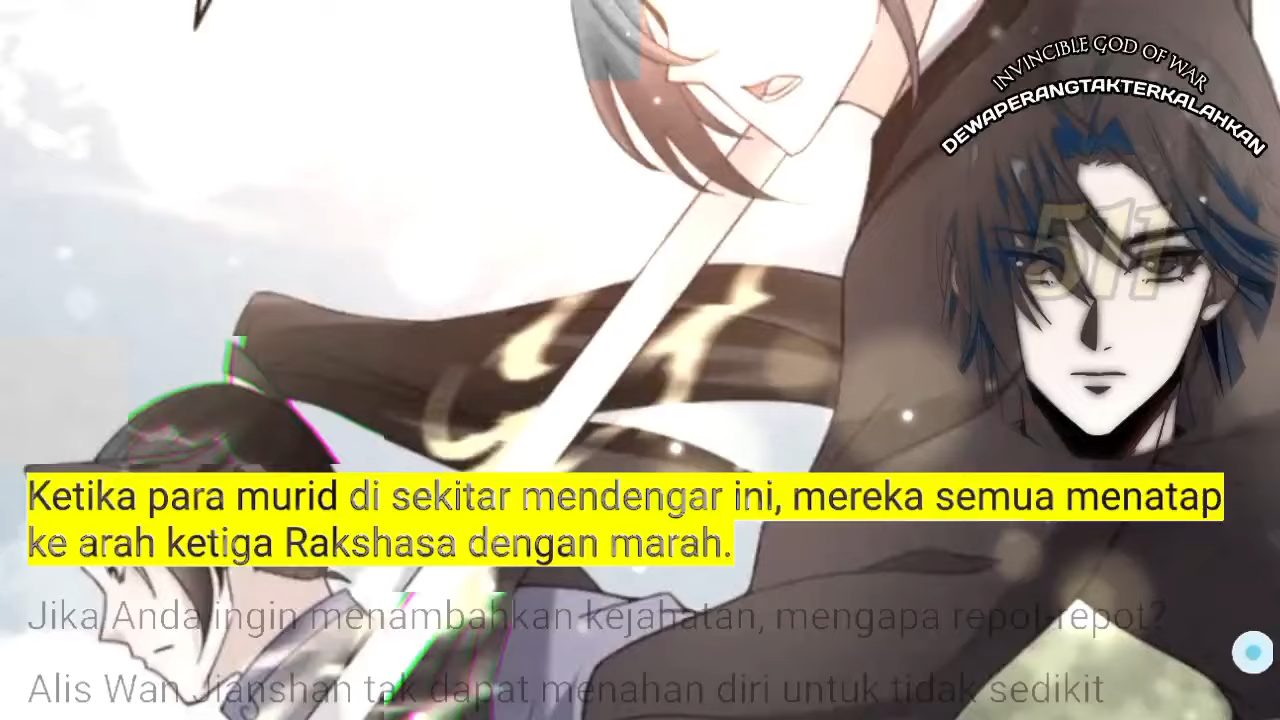 INVINCIBLE GOD OF WAR
DEWAPERANGTAKTERKALAHKAN
511
Ketika para murid di sekitar mendengar ini, mereka semua menatap
ke arah ketiga Rakshasa dengan marah.
Jika Anda ingin menambahkan kejahatan, mengapa repot-repot?
Alis Wan Jianshan tak dapat menahan diri untuk tidak sedikit